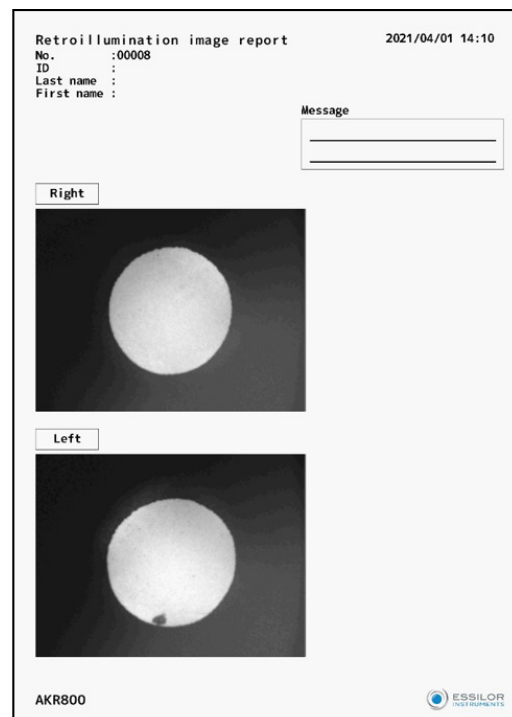 Retroillumination image report 2021/04/01 14:10
No. :00008
ID :
Last name :
First name :
Message
Right
Left
AKR800
ESSILOR
INSTRUMENTS